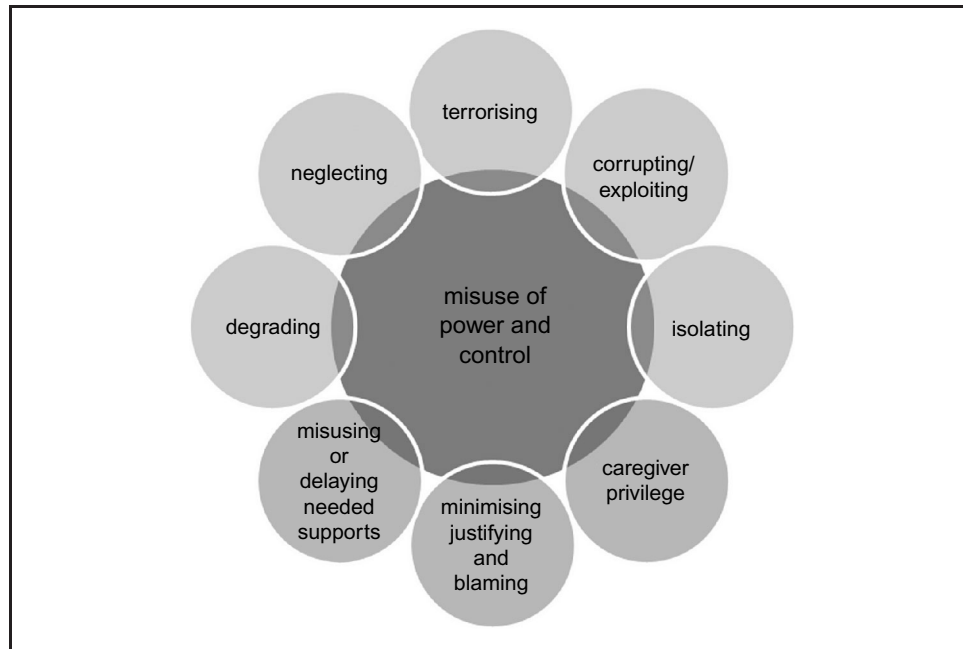 terrorising
corrupting/
exploiting
isolating
caregiver
privilege
minimising
justifying
and
blaming
misusing
or
delaying
needed
supports
degrading
neglecting
misuse of
power and
control